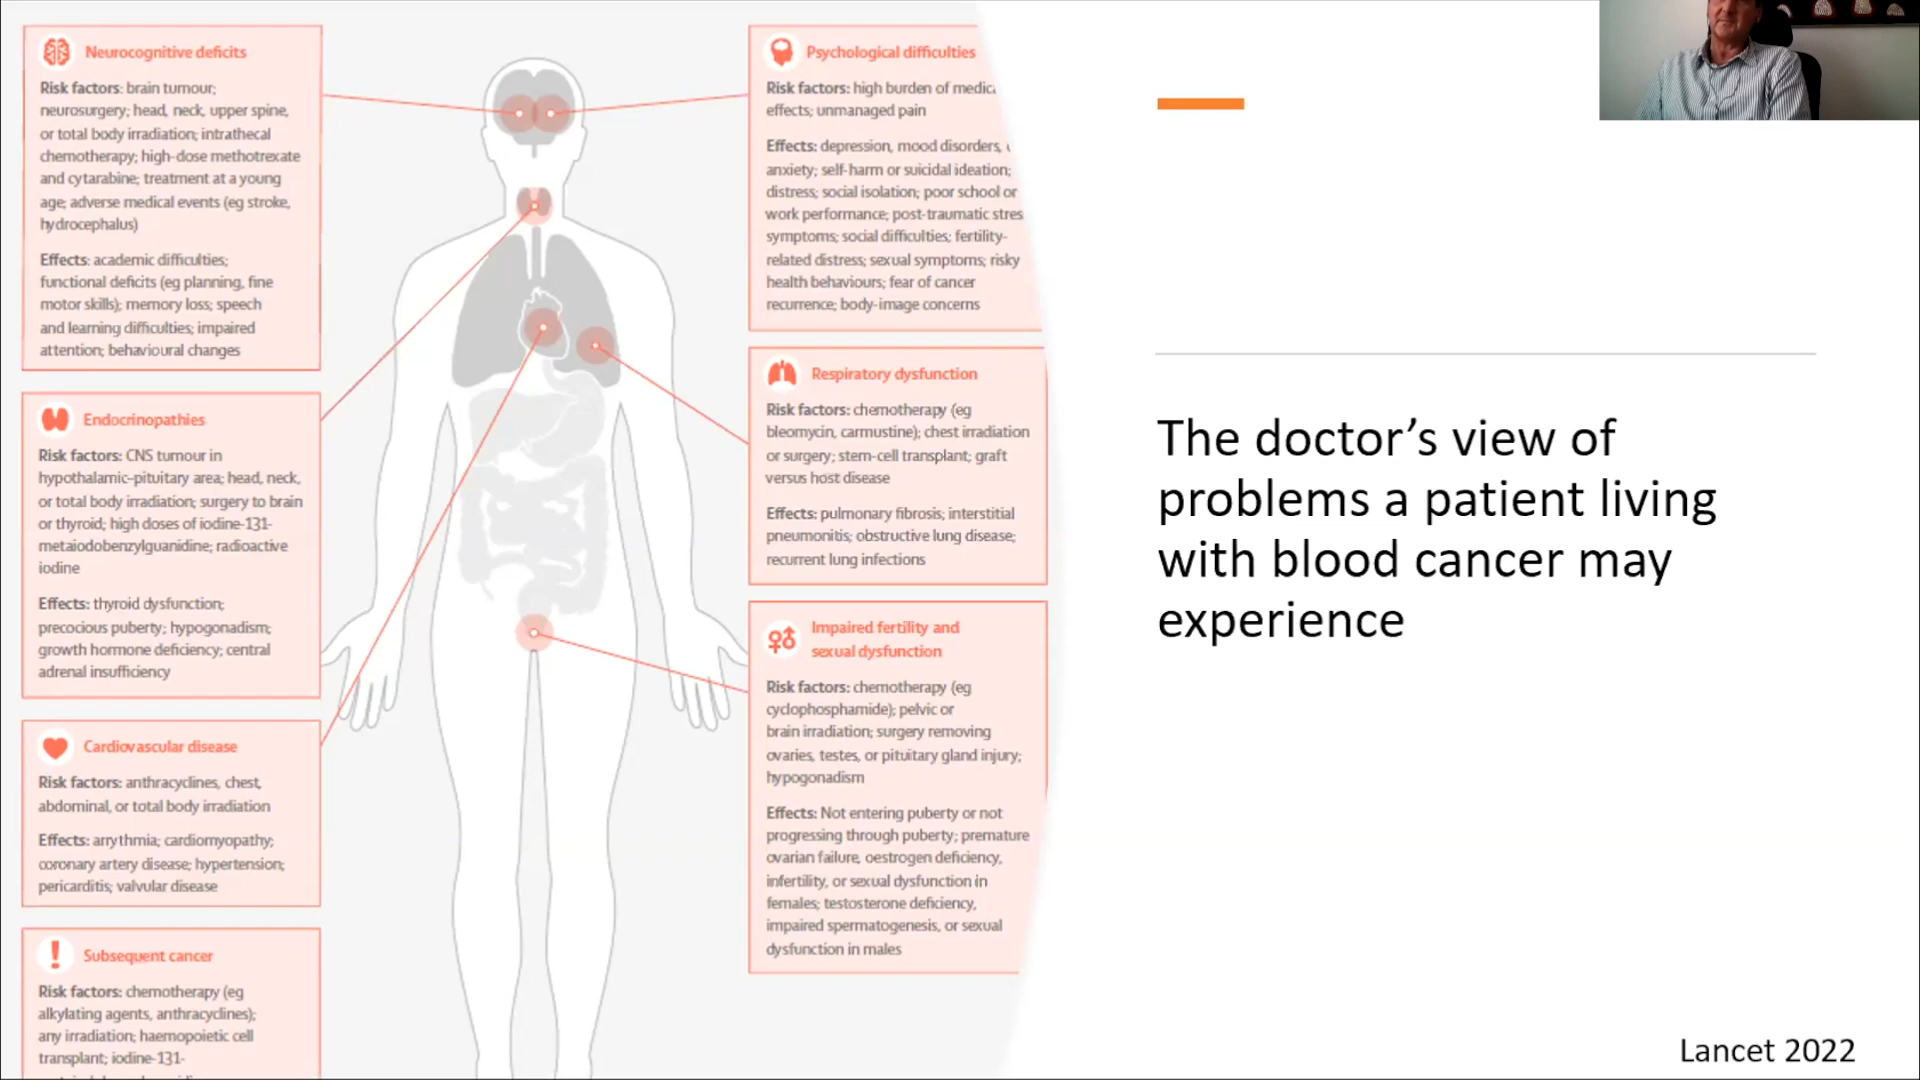 Neurocognitive deficits
Risk factors: brain tumour;
neurosurgery; head, neck, upper spine,
or total body irradiation; intrathecal
chemotherapy; high-dose methotrexate
and cytarabine; treatment at a young
age; adverse medical events (eg stroke,
hydrocephalus)
Effects: academic difficulties;
functional deficits (eg planning, fine
motor skills); memory loss; speech
and learning difficulties; impaired
attention; behavioural changes
Endocrinopathies
Risk factors: CNS tumour in
hypothalamic-pituitary area; head, neck,
or total body irradiation; surgery to brain
or thyroid; high doses of iodine-131-
metaiodobenzylguanidine; radioactive
iodine
Effects: thyroid dysfunction;
precocious puberty; hypogonadism;
growth hormone deficiency; central
adrenal insufficiency
Cardiovascular disease
Risk factors: anthracyclines, chest,
abdominal, or total body irradiation
Effects: arrythmia; cardiomyopathy;
coronary artery disease; hypertension;
pericarditis; valvular disease
Subsequent cancer
Risk factors: chemotherapy (eg
alkylating agents, anthracyclines);
any irradiation; haemopoietic cell
transplant; iodine-131-
Psychological difficulties
Risk factors: high burden of
effects; unmanaged pain
Effects: depression, mood disorders,
anxiety; self-harm or suicidal ideation;
distress; social isolation; poor school or
work performance; post-traumatic stres
symptoms; social difficulties; fertility-
related distress; sexual symptoms; risky
health behaviours; fear of cancer
recurrence; body-image concerns
Respiratory dysfunction
Risk factors: chemotherapy (eg
bleomycin, carmustine); chest irradiation
or surgery; stem-cell transplant; graft
versus host disease
Effects: pulmonary fibrosis; interstitial
pneumonitis; obstructive lung disease;
recurrent lung infections
Impaired fertility and
sexual dysfunction
Risk factors: chemotherapy (eg
cyclophosphamide); pelvic or
brain irradiation; surgery removing
ovaries, testes, or pituitary gland injury;
hypogonadism
Effects: Not entering puberty or not
progressing through puberty; premature
ovarian failure, oestrogen deficiency,
infertility, or sexual dysfunction in
females; testosterone deficiency,
impaired spermatogenesis, or sexual
dysfunction in males
The doctor’s view of
problems a patient living
with blood cancer may
experience
Lancet 2022